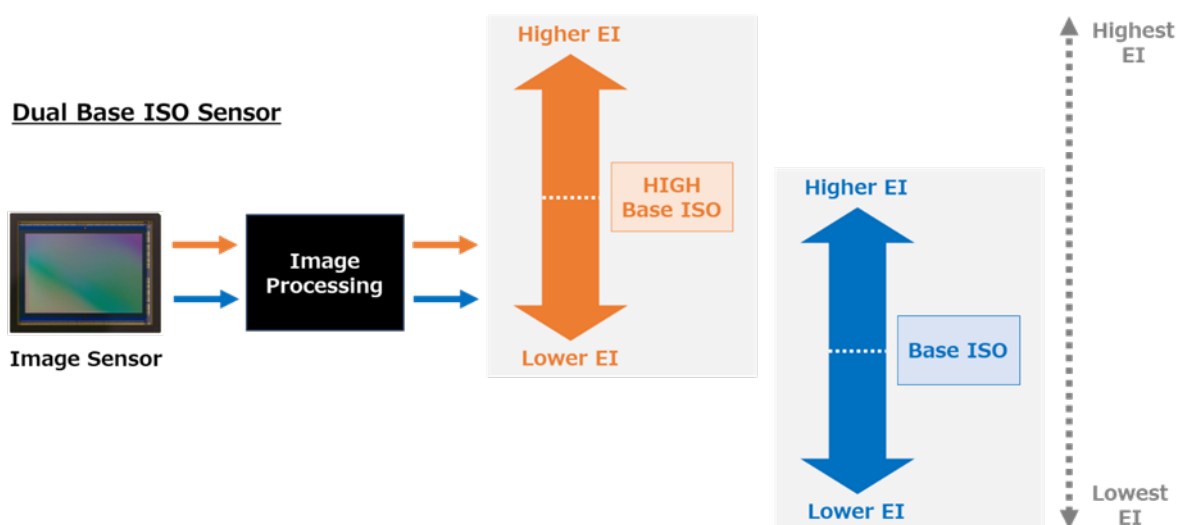 Dual Base ISO Sensor
Image Sensor
Image
Processing
Higher EI
HIGH
Base ISO
Lower EI
Higher EI
Base ISO
Lower EI
Highest
EI
Lowest
EI